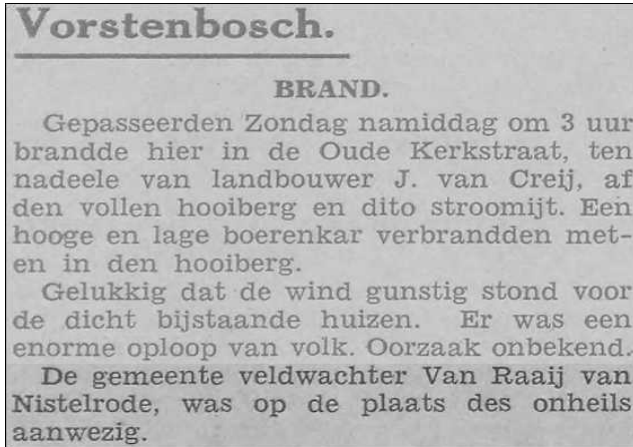 Vorstenbosch.
BRAND.
Gepasseerden Zondag namiddag om 3 uur
brandde hier in de Oude Kerkstraat, ten
nadeele van landbouwer J. van Creij, af
den vollen hooiberg en dito stroomijt. Een
hooge en lage boerenkar verbrandden met-
en in den hooiberg.
Gelukkig dat de wind gunstig stond voor
de dicht bijstaande huizen. Er was een
enorme oploop van volk. Oorzaak onbekend.
De gemeente veldwachter Van Raaij van
Nistelrode, was op de plaats des onheils
aanwezig.